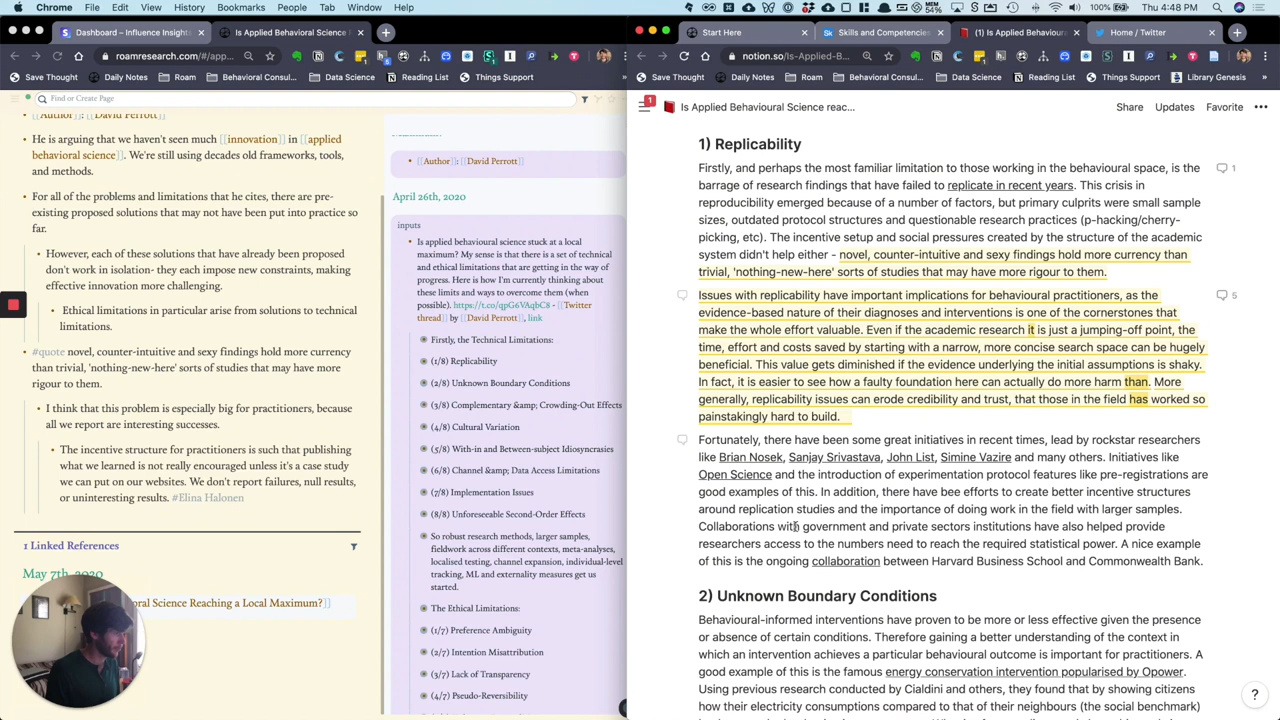 100% Thu 4:48 PM
Dashboard – Influence Insights
Is Applied Behavioral Science
roamresearch.com/#/app...
Save Thought
Behavioral Consul...
Roam
Data Science
Reading List
Things Support
Find or Create Page
[[Author]]: [[David Perrott]]
He is arguing that we haven't seen much [[innovation]] in [[applied
behavioral science]]. We're still using decades old frameworks, tools,
and methods.
For all of the problems and limitations that he cites, there are pre-
existing proposed solutions that may not have been put into practice so
far.
However, each of these solutions that have already been proposed
don't work in isolation- they each impose new constraints, making
effective innovation more challenging.
Ethical limitations in particular arise from solutions to technical
limitations.
#quote novel, counter-intuitive and sexy findings hold more currency
than trivial, 'nothing-new-here' sorts of studies that may have more
rigour to them.
I think that this problem is especially big for practitioners, because
all we report are interesting successes.
The incentive structure for practitioners is such that publishing
what we learned is not really encouraged unless it's a case study
we can put on our websites. We don't report failures, null results,
or uninteresting results. #Elina Halonen
1 Linked References
May 7th, 2020
oral Science Reaching a Local Maximum?]]
[[Author]]: [[David Perrott]]
April 26th, 2020
inputs
Is applied behavioural science stuck at a local
maximum? My sense is that there is a set of technical
and ethical limitations that are getting in the way of
progress. Here is how I'm currently thinking about
these limits and ways to overcome them (when
possible). https://t.co/qpG6VAqbC8 - [[Twitter
thread]] by [[David Perrott]], link
Firstly, the Technical Limitations:
(1/8) Replicability
(2/8) Unknown Boundary Conditions
(3/8) Complementary &amp; Crowding-Out Effects
(4/8) Cultural Variation
(5/8) With-in and Between-subject Idiosyncrasies
(6/8) Channel &amp; Data Access Limitations
(7/8) Implementation Issues
(8/8) Unforeseeable Second-Order Effects
So robust research methods, larger samples,
fieldwork across different contexts, meta-analyses,
localised testing, channel expansion, individual-level
tracking, ML and externality measures get us
started.
The Ethical Limitations:
(1/7) Preference Ambiguity
(2/7) Intention Misattribution
(3/7) Lack of Transparency
(4/7) Pseudo-Reversibility
Start Here
Skills and Competencies
(1) Is Applied Behavioural
Home / Twitter
notion.so/Is-Applied-B...
Save Thought
Behavioral Consul...
Roam
Data Science
Reading List
Things Support
Library Genesis
1
Is Applied Behavioural Science reac...
Share
Updates
Favorite
1) Replicability
Firstly, and perhaps the most familiar limitation to those working in the behavioural space, is the
barrage of research findings that have failed to replicate in recent years. This crisis in
reproducibility emerged because of a number of factors, but primary culprits were small sample
sizes, outdated protocol structures and questionable research practices (p-hacking/cherry-
picking, etc). The incentive setup and social pressures created by the structure of the academic
system didn't help either - novel, counter-intuitive and sexy findings hold more currency than
trivial, 'nothing-new-here' sorts of studies that may have more rigour to them.
1
Issues with replicability have important implications for behavioural practitioners, as the
evidence-based nature of their diagnoses and interventions is one of the cornerstones that
make the whole effort valuable. Even if the academic research it is just a jumping-off point, the
time, effort and costs saved by starting with a narrow, more concise search space can be hugely
beneficial. This value gets diminished if the evidence underlying the initial assumptions is shaky.
In fact, it is easier to see how a faulty foundation here can actually do more harm than. More
generally, replicability issues can erode credibility and trust, that those in the field has worked so
painstakingly hard to build.
5
Fortunately, there have been some great initiatives in recent times, lead by rockstar researchers
like Brian Nosek, Sanjay Srivastava, John List, Simine Vazire and many others. Initiatives like
Open Science and the introduction of experimentation protocol features like pre-registrations are
good examples of this. In addition, there have bee efforts to create better incentive structures
around replication studies and the importance of doing work in the field with larger samples.
Collaborations with government and private sectors institutions have also helped provide
researchers access to the numbers need to reach the required statistical power. A nice example
of this is the ongoing collaboration between Harvard Business School and Commonwealth Bank.
2) Unknown Boundary Conditions
Behavioural-informed interventions have proven to be more or less effective given the presence
or absence of certain conditions. Therefore gaining a better understanding of the context in
which an intervention achieves a particular behavioural outcome is important for practitioners. A
good example of this is the famous energy conservation intervention popularised by Opower.
Using previous research conducted by Cialdini and others, they found that by showing citizens
how their electricity consumptions compared to that of their neighbours (the social benchmark)
?